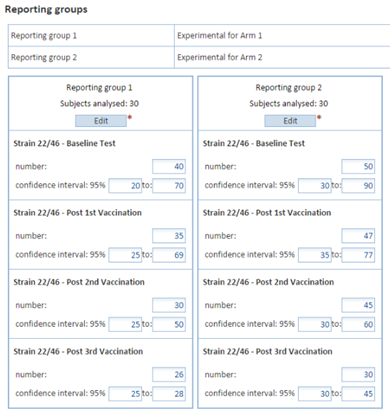 Reporting groups
Reporting group 1 Experimental for Arm 1
Reporting group 2 Experimental for Arm 2
Reporting group 1
Subjects analysed: 30
Edit *
Strain 22/46 - Baseline Test
number: 40
confidence interval: 95% 20 to: 70
Strain 22/46 - Post 1st Vaccination
number: 35
confidence interval: 95% 25 to: 69
Strain 22/46 - Post 2nd Vaccination
number: 30
confidence interval: 95% 25 to: 50
Strain 22/46 - Post 3rd Vaccination
number: 26
confidence interval: 95% 25 to: 28
Reporting group 2
Subjects analysed: 30
Edit *
Strain 22/46 - Baseline Test
number: 50
confidence interval: 95% 30 to: 90
Strain 22/46 - Post 1st Vaccination
number: 47
confidence interval: 95% 35 to: 77
Strain 22/46 - Post 2nd Vaccination
number: 45
confidence interval: 95% 30 to: 60
Strain 22/46 - Post 3rd Vaccination
number: 30
confidence interval: 95% 30 to: 45